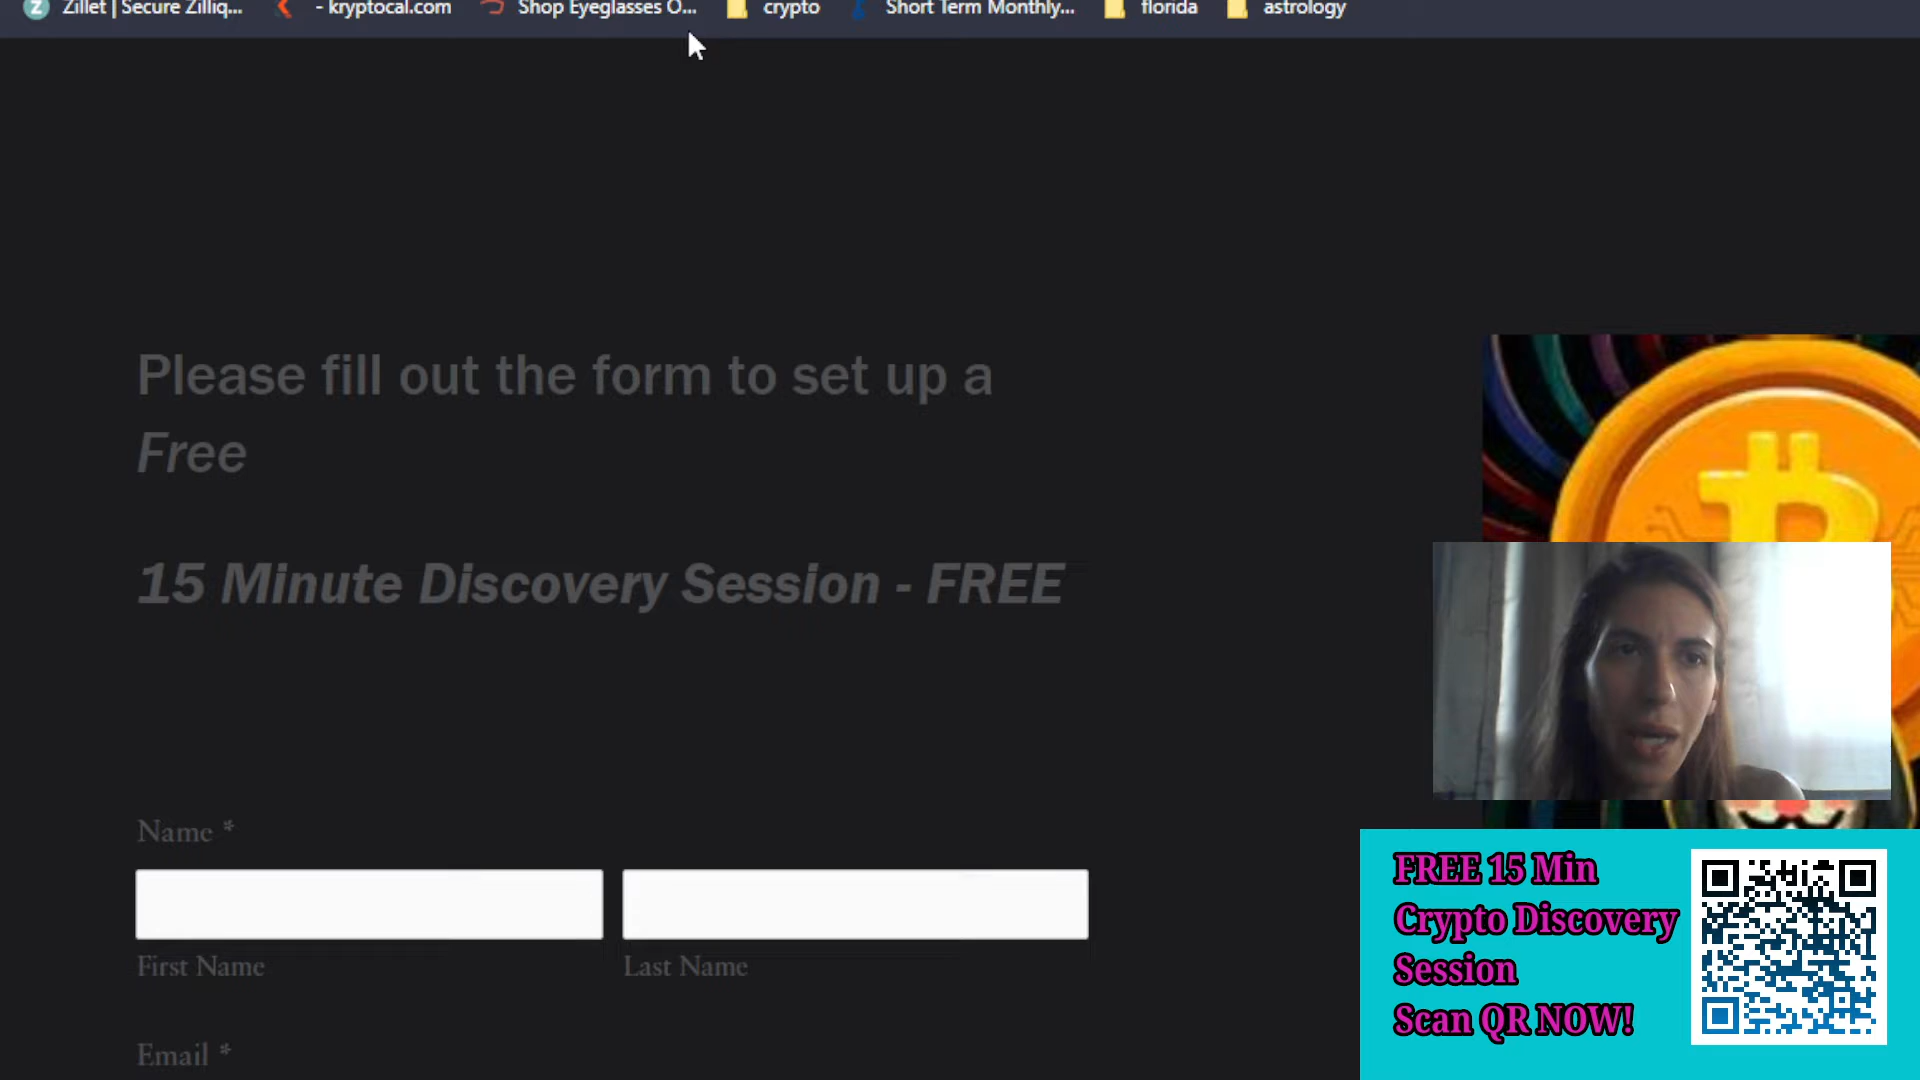 Zillet | Secure Zilliq... - kryptocal.com Shop Eyeglasses O... crypto Short Term Monthly... florida astrology
Please fill out the form to set up a
Free
15 Minute Discovery Session - FREE
Name *
First Name Last Name
Email *
FREE 15 Min
Crypto Discovery
Session
Scan QR NOW!